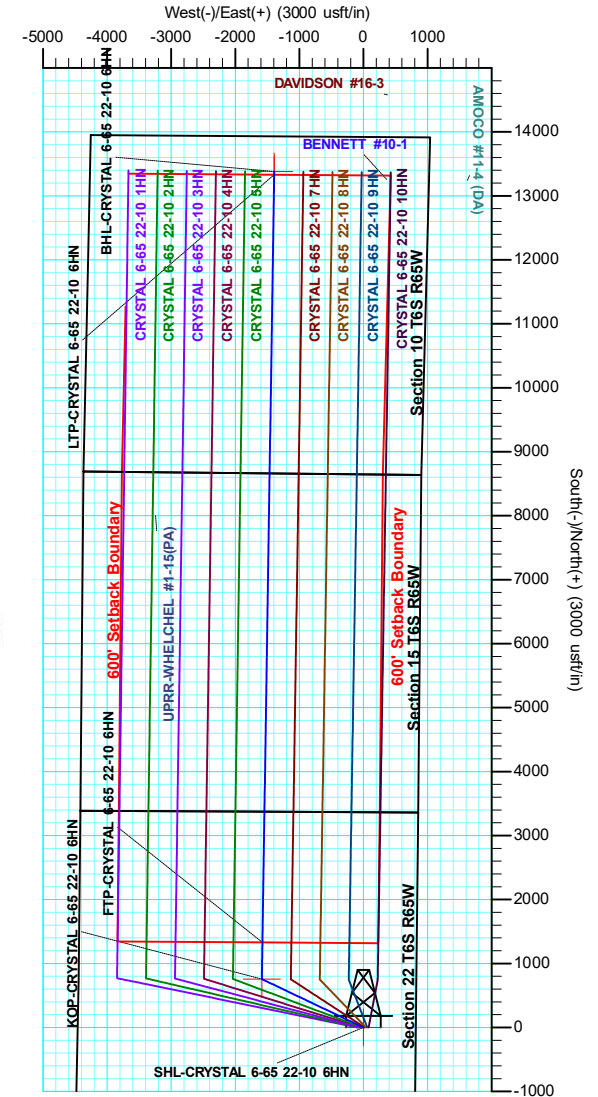 West(-)/East(+) (3000 usft/in)
-5000 -4000 -3000 -2000 -1000 0 1000
DAVIDSON #16-3
BENNETT #10-1
AMOCO #11-4 (DA)
BHL-CRYSTAL 6-65 22-10 6HN
LTP-CRYSTAL 6-65 22-10 6HN
CRYSTAL 6-65 22-10 1HN
CRYSTAL 6-65 22-10 2HN
CRYSTAL 6-65 22-10 3HN
CRYSTAL 6-65 22-10 4HN
CRYSTAL 6-65 22-10 5HN
CRYSTAL 6-65 22-10 7HN
CRYSTAL 6-65 22-10 8HN
CRYSTAL 6-65 22-10 9HN
CRYSTAL 6-65 22-10 10HN
Section 10 T6S R65W
600' Setback Boundary
UPRR-WHELCHEL #1-15(PA)
600' Setback Boundary
Section 15 T6S R65W
FTP-CRYSTAL 6-65 22-10 6HN
KOP-CRYSTAL 6-65 22-10 6HN
Section 22 T6S R65W
SHL-CRYSTAL 6-65 22-10 6HN
14000
13000
12000
11000
10000
9000
8000
7000
6000
5000
4000
3000
2000
1000
0
-1000
South(-)/North(+) (3000 usft/in)